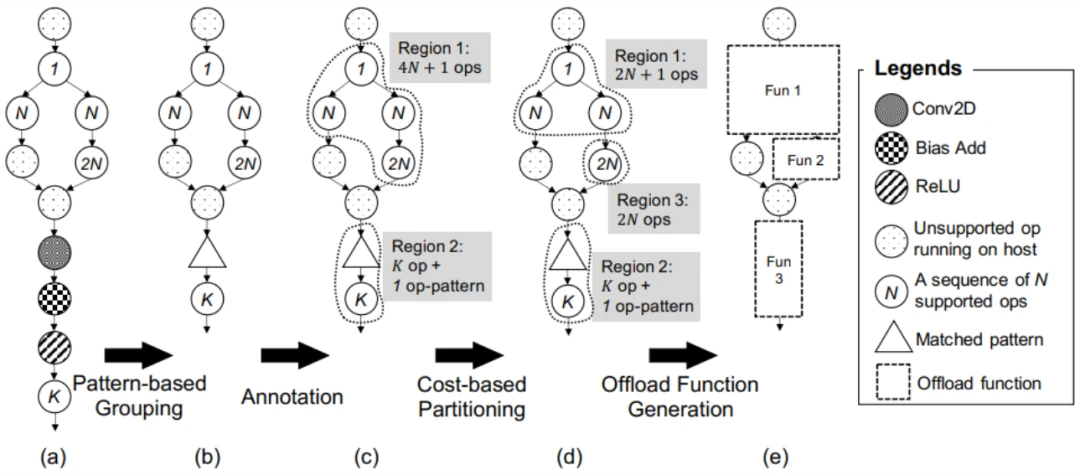 1
N
N
2N
K
Pattern-based
Grouping
(a)
1
N
N
2N
K
Annotation
(b)
Region 1:
4N + 1 ops
1
N
N
2N
Region 2:
K op +
1 op-pattern
K
Cost-based
Partitioning
(c)
Region 1:
2N + 1 ops
1
N
N
2N
Region 3:
2N ops
Region 2:
K op +
1 op-pattern
K
Offload Function
Generation
(d)
Fun 1
Fun 2
Fun
3
(e)
Legends
Conv2D
Bias Add
ReLU
Unsupported op
running on host
N
A sequence of N
supported ops
Matched pattern
Offload function